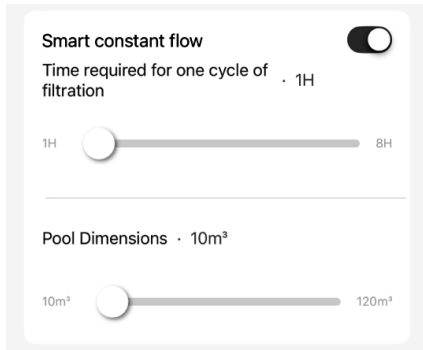 Smart constant flow
Time required for one cycle of
filtration · 1H
1H 8H
Pool Dimensions · 10m³
10m³ 120m³